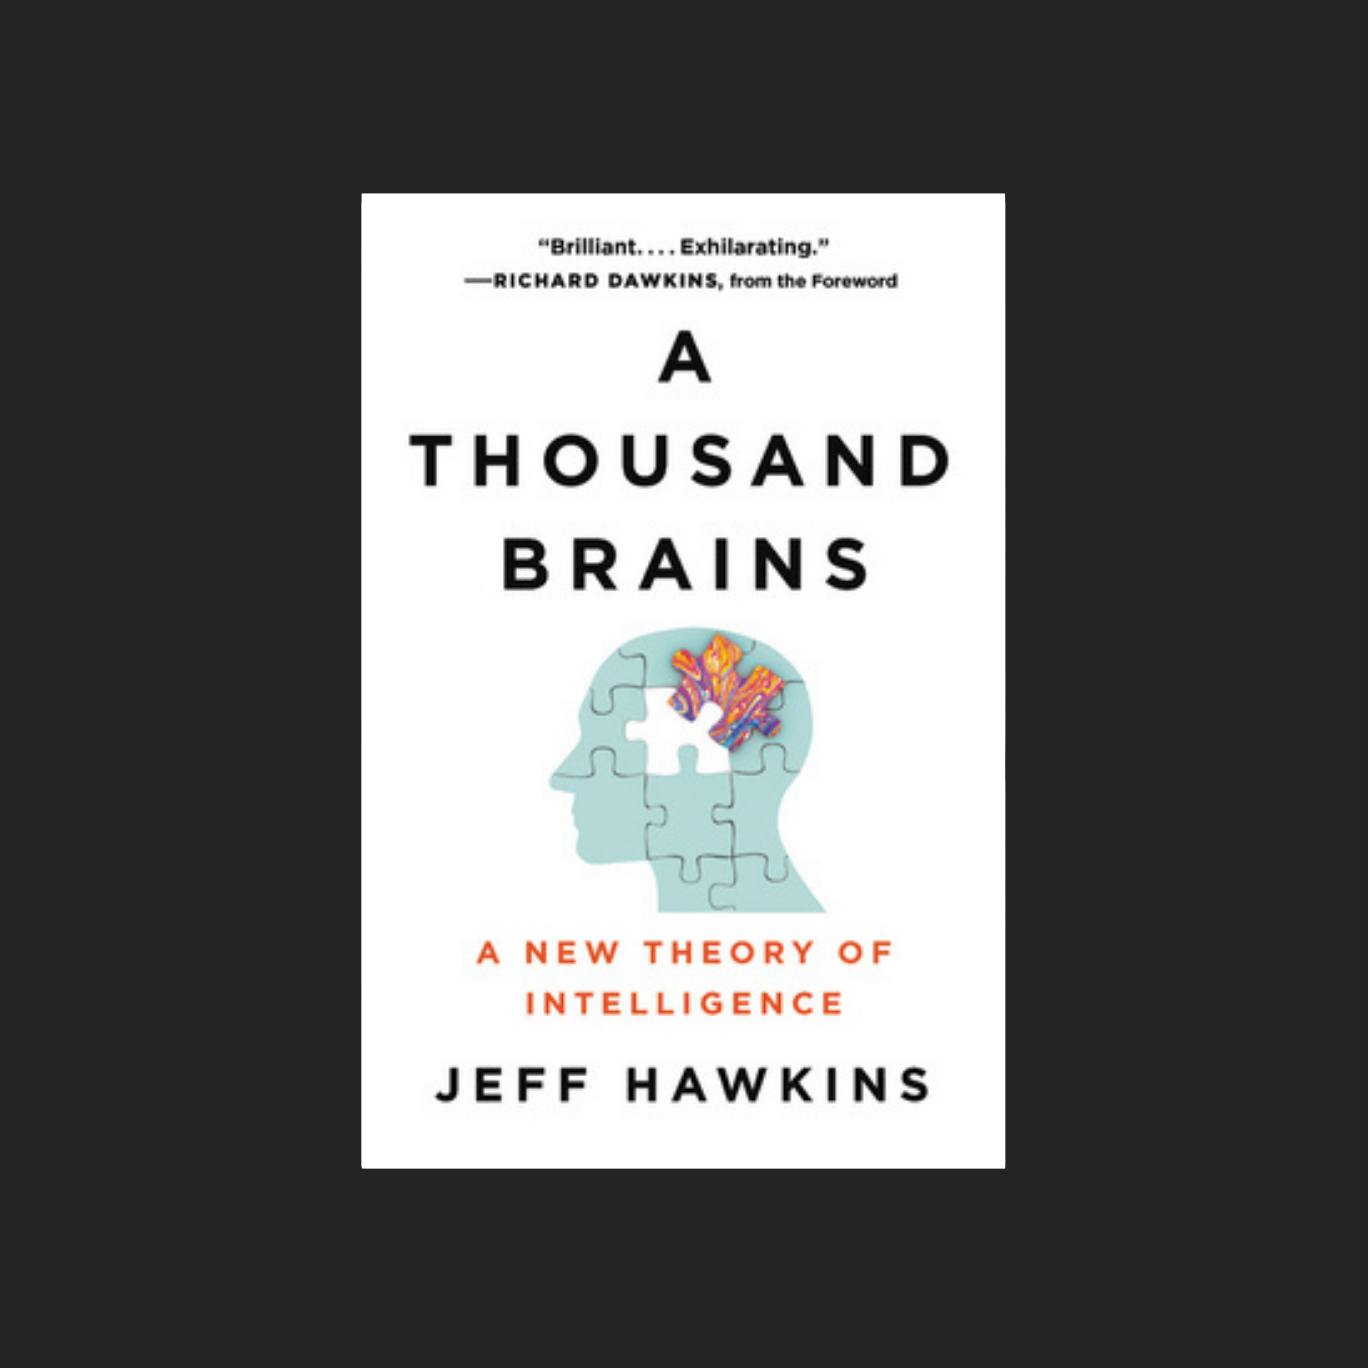 “Brilliant. . . . Exhilarating.”
—RICHARD DAWKINS, from the Foreword
A
THOUSAND
BRAINS
A NEW THEORY OF
INTELLIGENCE
JEFF HAWKINS